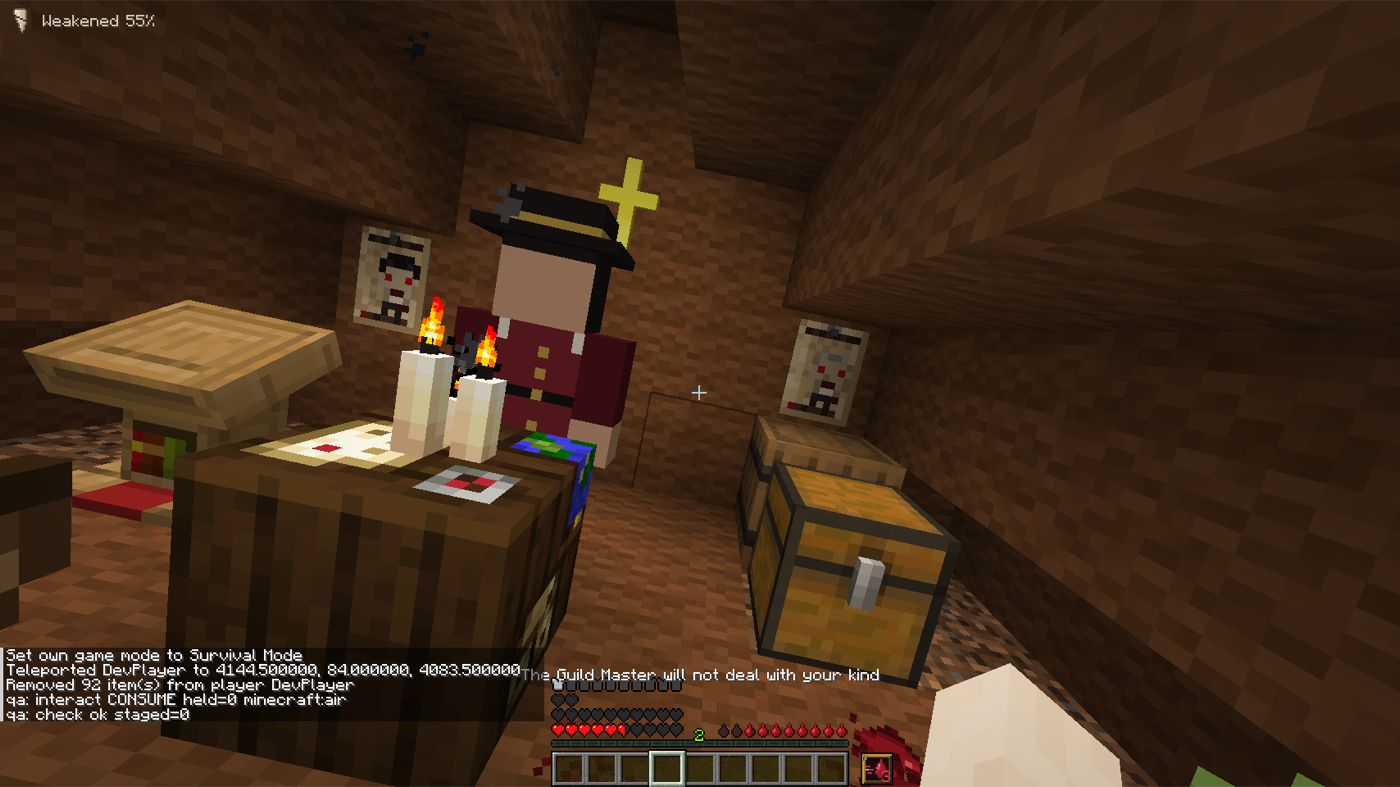 Weakened 55%
Set own game mode to Survival Mode
Teleported DevPlayer to 4144.500000, 84.000000, 4083.500000
The Guild Master will not deal with your kind
Removed 92 item(s) from player DevPlayer
qa: interact CONSUME held=0 minecraft:air
qa: check ok staged=0
2
3